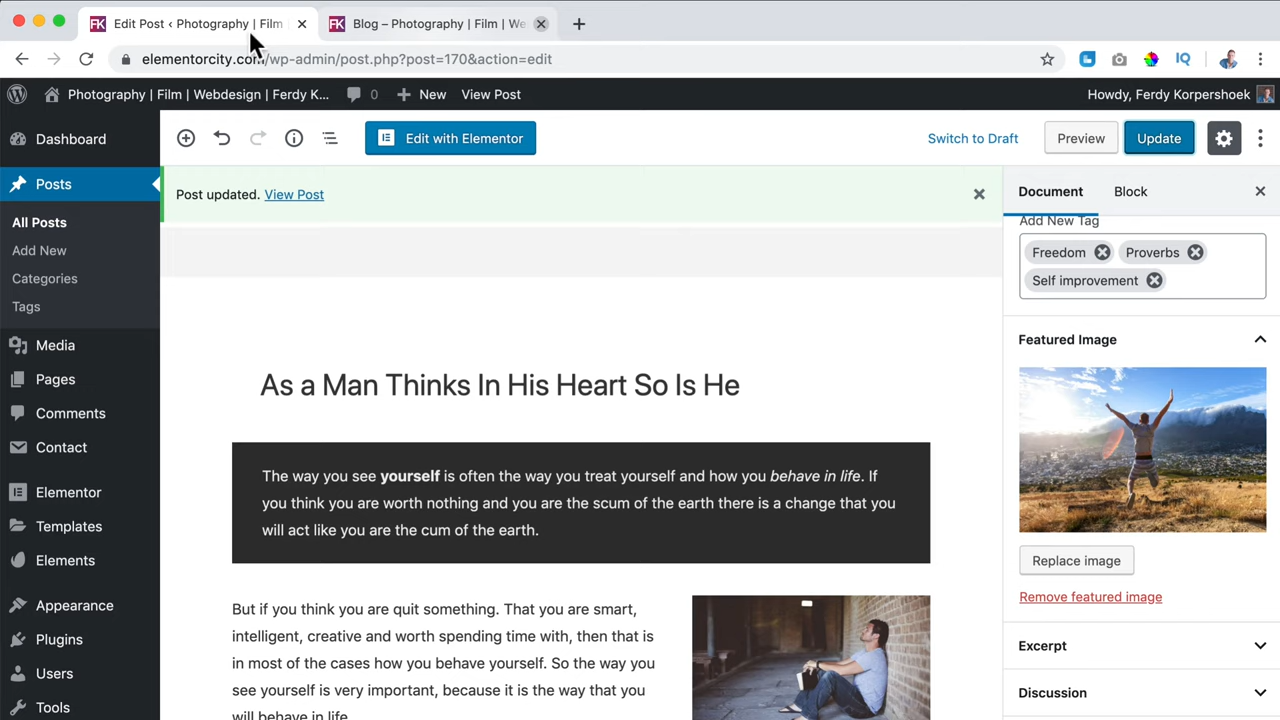 FK Edit Post ‹ Photography | Film
FK Blog – Photography | Film | We
elementorcity.com/wp-admin/post.php?post=170&action=edit
IQ
Photography | Film | Webdesign | Ferdy K... 0 New View Post
Howdy, Ferdy Korpershoek
Dashboard
Posts
All Posts
Add New
Categories
Tags
Media
Pages
Comments
Contact
Elementor
Templates
Elements
Appearance
Plugins
Users
Tools
Edit with Elementor
Switch to Draft
Preview
Update
Post updated. View Post
As a Man Thinks In His Heart So Is He
The way you see yourself is often the way you treat yourself and how you behave in life. If
you think you are worth nothing and you are the scum of the earth there is a change that you
will act like you are the cum of the earth.
But if you think you are quit something. That you are smart,
intelligent, creative and worth spending time with, then that is
in most of the cases how you behave yourself. So the way you
see yourself is very important, because it is the way that you
will behave in life.
Document
Block
Add New Tag
Freedom
Proverbs
Self improvement
Featured Image
Replace image
Remove featured image
Excerpt
Discussion